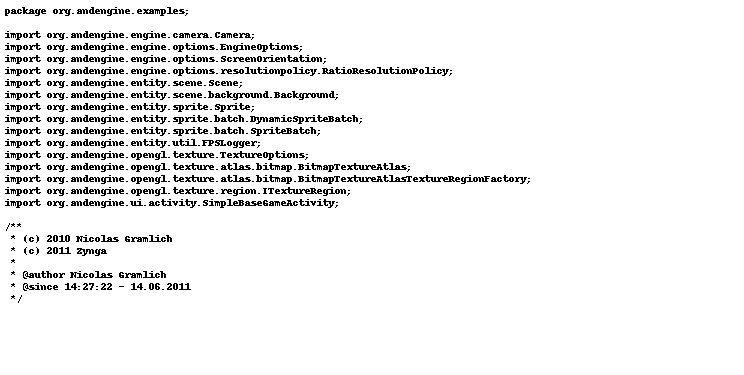 package org.andengine.examples;

import org.andengine.engine.camera.Camera;
import org.andengine.engine.options.EngineOptions;
import org.andengine.engine.options.ScreenOrientation;
import org.andengine.engine.options.resolutionpolicy.RatioResolutionPolicy;
import org.andengine.entity.scene.Scene;
import org.andengine.entity.scene.background.Background;
import org.andengine.entity.sprite.Sprite;
import org.andengine.entity.sprite.batch.DynamicSpriteBatch;
import org.andengine.entity.sprite.batch.SpriteBatch;
import org.andengine.entity.util.FPSLogger;
import org.andengine.opengl.texture.TextureOptions;
import org.andengine.opengl.texture.atlas.bitmap.BitmapTextureAtlas;
import org.andengine.opengl.texture.atlas.bitmap.BitmapTextureAtlasTextureRegionFactory;
import org.andengine.opengl.texture.region.ITextureRegion;
import org.andengine.ui.activity.SimpleBaseGameActivity;

/**
 * (c) 2010 Nicolas Gramlich
 * (c) 2011 Zynga
 *
 * @author Nicolas Gramlich
 * @since 14:27:22 - 14.06.2011
 */